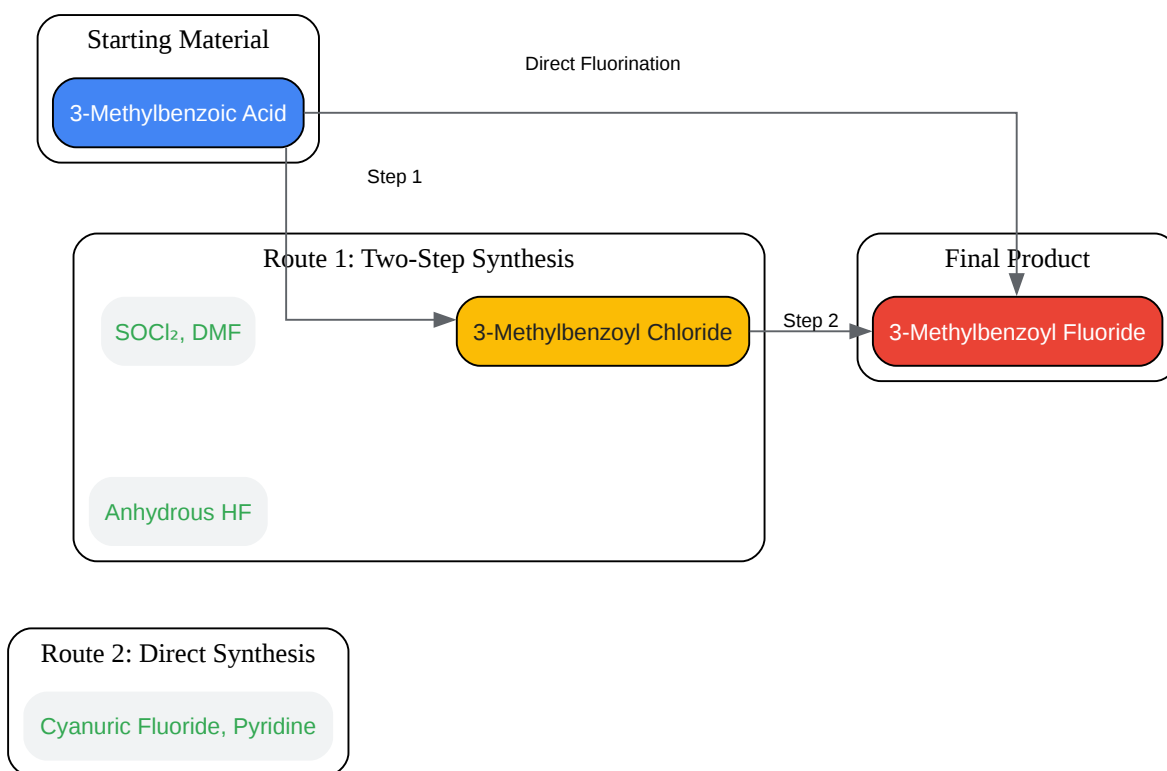 Starting Material
3-Methylbenzoic Acid
Direct Fluorination
Step 1
Route 1: Two-Step Synthesis
Final Product
SOCl₂, DMF
3-Methylbenzoyl Chloride
Step 2
3-Methylbenzoyl Fluoride
Anhydrous HF
Route 2: Direct Synthesis
Cyanuric Fluoride, Pyridine